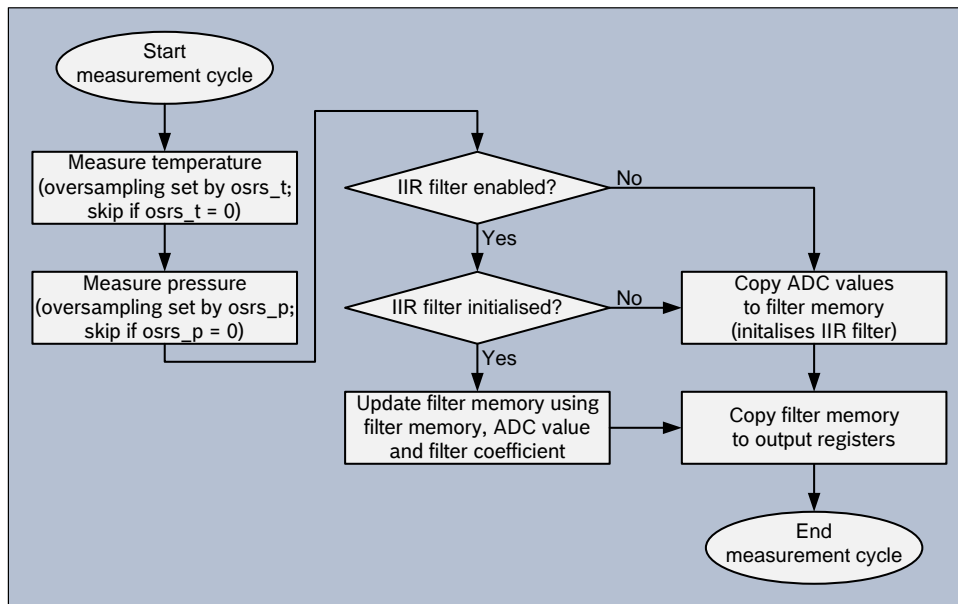 Start
measurement cycle
Measure temperature
(oversampling set by osrs_t;
skip if osrs_t = 0)
Measure pressure
(oversampling set by osrs_p;
skip if osrs_p = 0)
IIR filter enabled?
No
Yes
IIR filter initialised?
No
Yes
Copy ADC values
to filter memory
(initalises IIR filter)
Update filter memory using
filter memory, ADC value
and filter coefficient
Copy filter memory
to output registers
End
measurement cycle